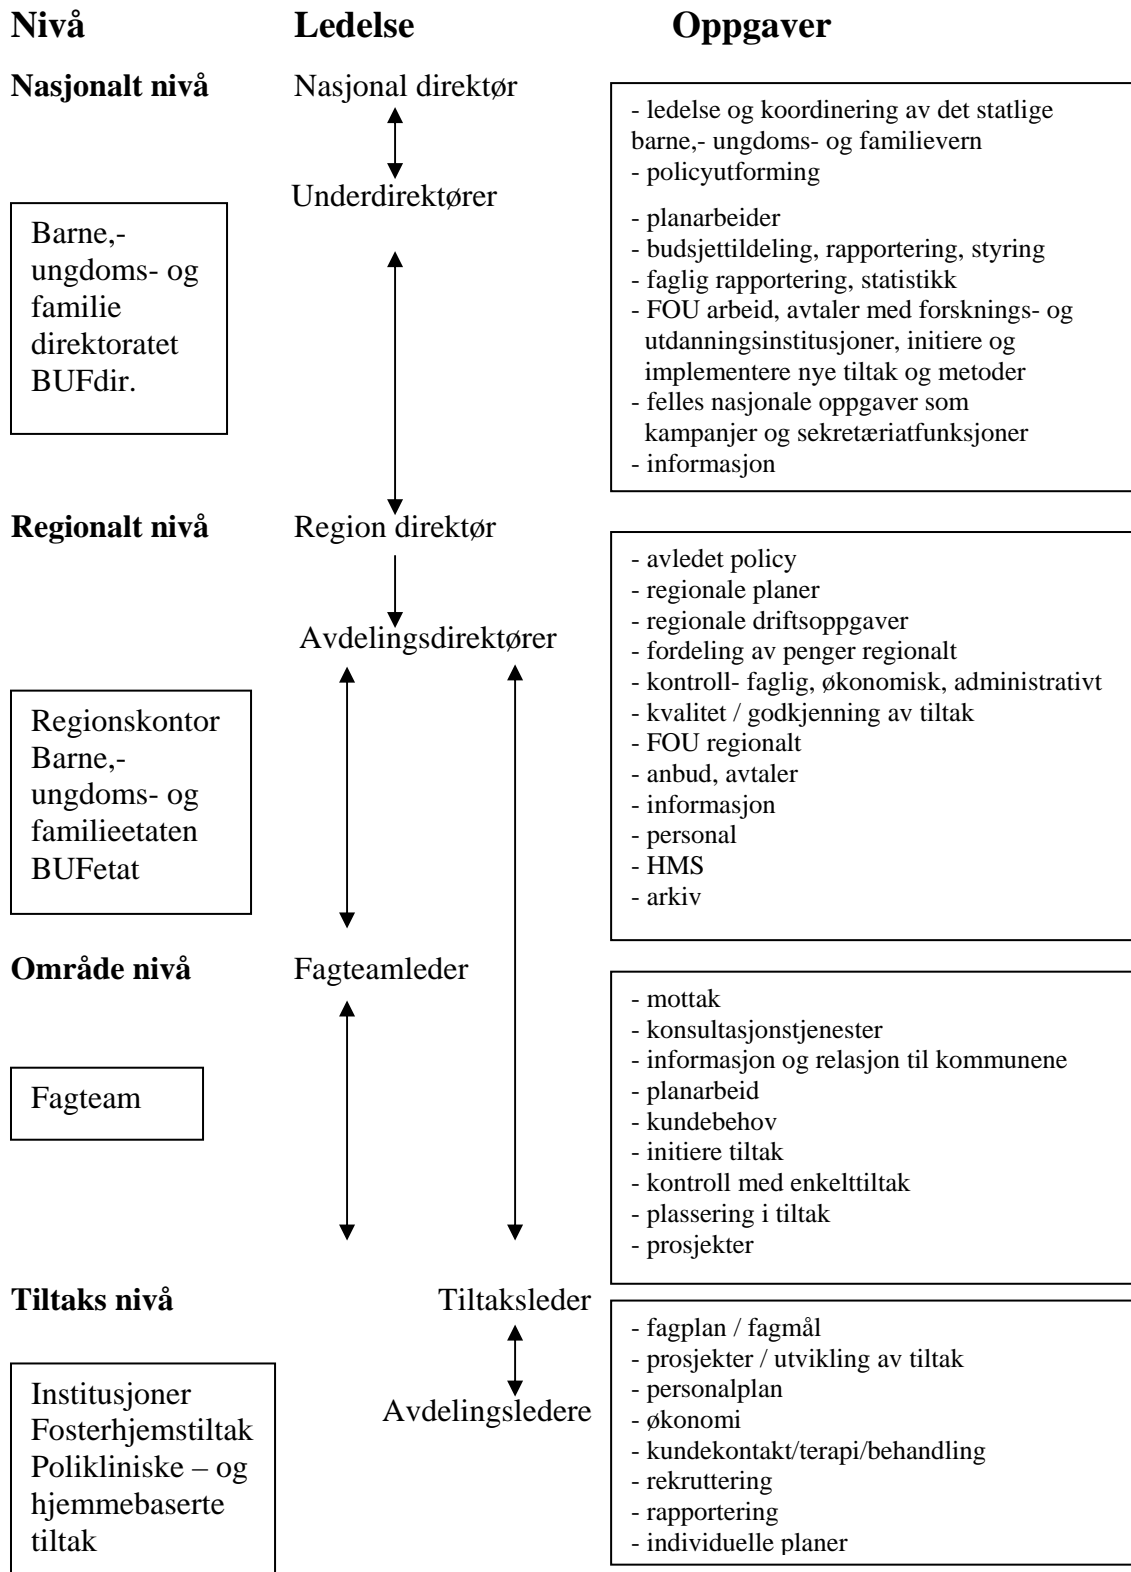 Nivå Ledelse Oppgaver
Nasjonalt nivå Nasjonal direktør
Underdirektører
Barne,-
ungdoms- og
familie
direktoratet
BUFdir.
- ledelse og koordinering av det statlige
barne,- ungdoms- og familievern
- policyutforming
- planarbeider
- budsjettildeling, rapportering, styring
- faglig rapportering, statistikk
- FOU arbeid, avtaler med forsknings- og
utdanningsinstitusjoner, initiere og
implementere nye tiltak og metoder
- felles nasjonale oppgaver som
kampanjer og sekretæriatfunksjoner
- informasjon
Regionalt nivå Region direktør
Avdelingsdirektører
Regionskontor
Barne,-
ungdoms- og
familieetaten
BUFetat
- avledet policy
- regionale planer
- regionale driftsoppgaver
- fordeling av penger regionalt
- kontroll- faglig, økonomisk, administrativt
- kvalitet / godkjenning av tiltak
- FOU regionalt
- anbud, avtaler
- informasjon
- personal
- HMS
- arkiv
Område nivå Fagteamleder
Fagteam
- mottak
- konsultasjonstjenester
- informasjon og relasjon til kommunene
- planarbeid
- kundebehov
- initiere tiltak
- kontroll med enkelttiltak
- plassering i tiltak
- prosjekter
Tiltaks nivå Tiltaksleder
Avdelingsledere
Institusjoner
Fosterhjemstiltak
Polikliniske – og
hjemmebaserte
tiltak
- fagplan / fagmål
- prosjekter / utvikling av tiltak
- personalplan
- økonomi
- kundekontakt/terapi/behandling
- rekruttering
- rapportering
- individuelle planer